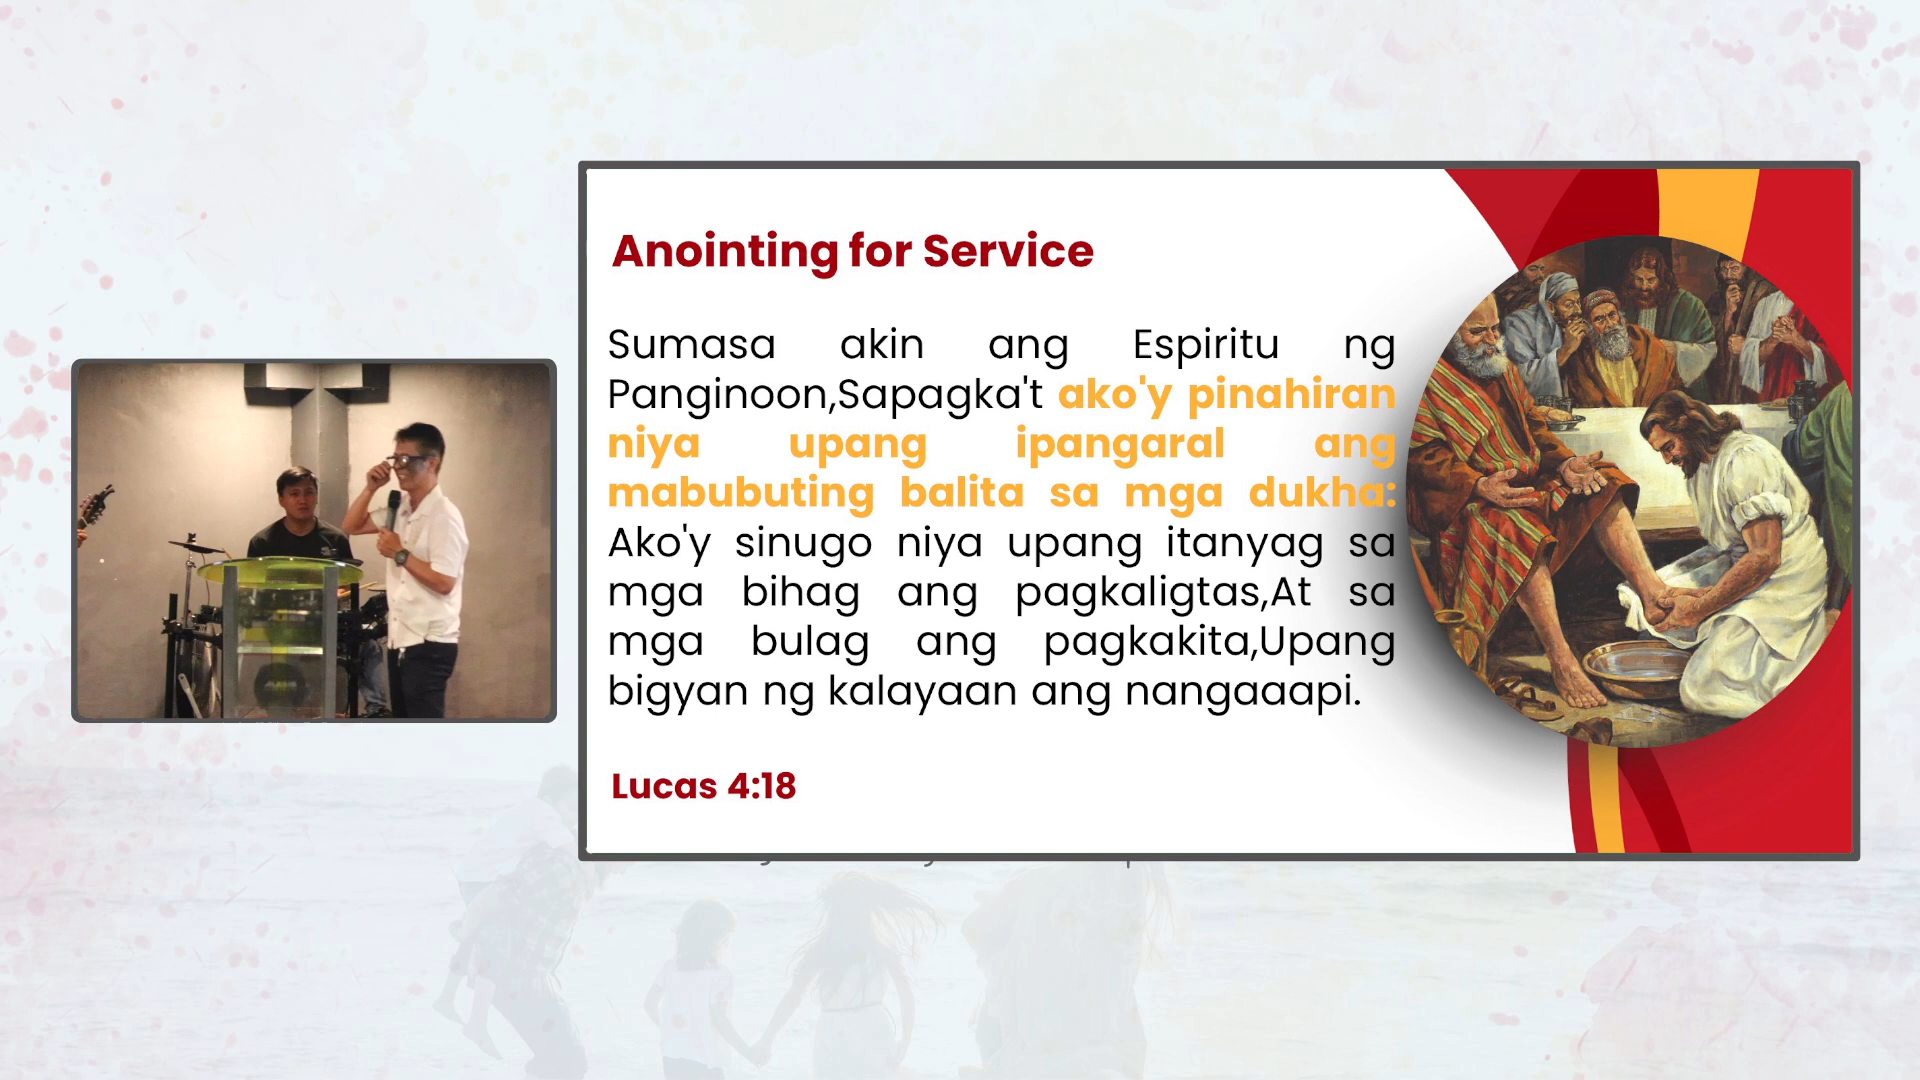 Anointing for Service
Sumasa akin ang Espiritu ng
Panginoon,Sapagka't ako'y pinahiran
niya upang ipangaral ang
mabubuting balita sa mga dukha:
Ako'y sinugo niya upang itanyag sa
mga bihag ang pagkaligtas,At sa
mga bulag ang pagkakita,Upang
bigyan ng kalayaan ang nangaaapi.
Lucas 4:18